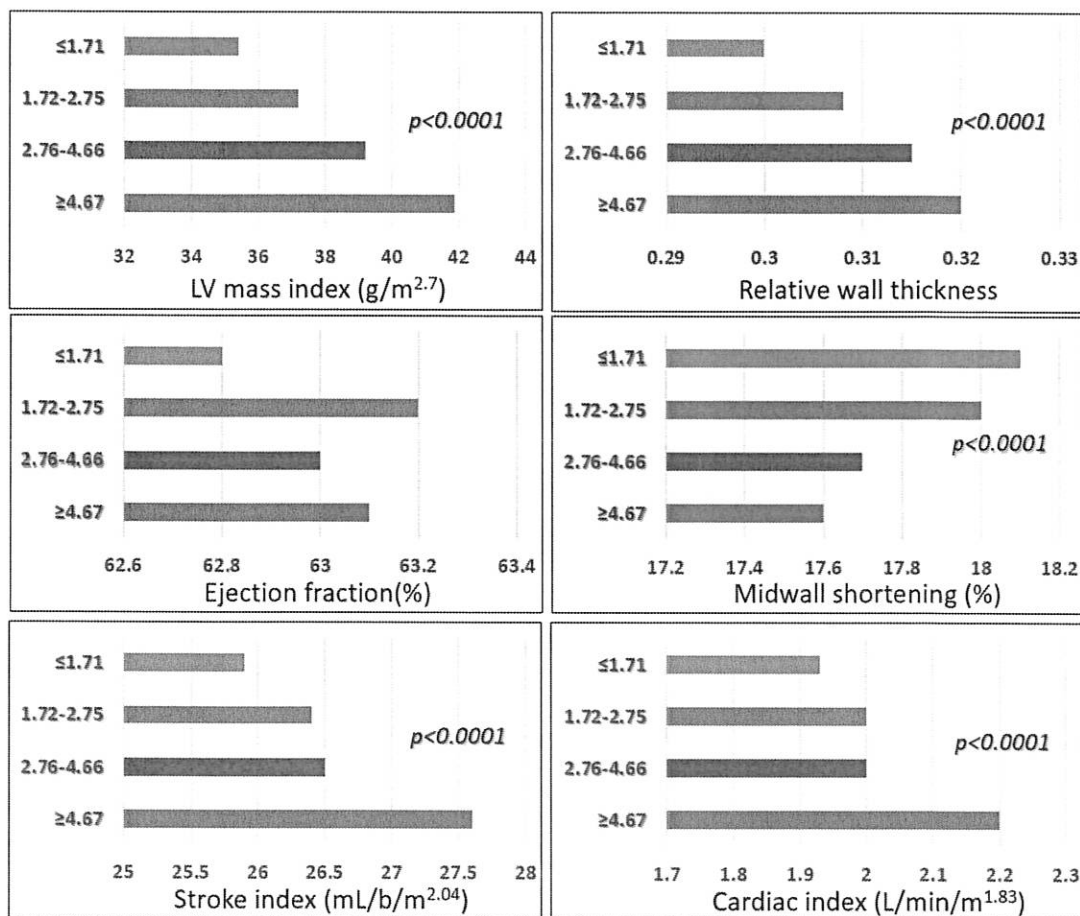 ≤1.71
1.72-2.75
p<0.0001
2.76-4.66
≥4.67
32 34 36 38 40 42 44
LV mass index (g/m^2.7)
≤1.71
1.72-2.75
p<0.0001
2.76-4.66
≥4.67
0.29 0.3 0.31 0.32 0.33
Relative wall thickness
≤1.71
1.72-2.75
2.76-4.66
≥4.67
62.6 62.8 63 63.2 63.4
Ejection fraction(%)
≤1.71
1.72-2.75
p<0.0001
2.76-4.66
≥4.67
17.2 17.4 17.6 17.8 18 18.2
Midwall shortening (%)
≤1.71
1.72-2.75
p<0.0001
2.76-4.66
≥4.67
25 25.5 26 26.5 27 27.5 28
Stroke index (mL/b/m^2.04)
≤1.71
1.72-2.75
p<0.0001
2.76-4.66
≥4.67
1.7 1.8 1.9 2 2.1 2.2 2.3
Cardiac index (L/min/m^1.83)